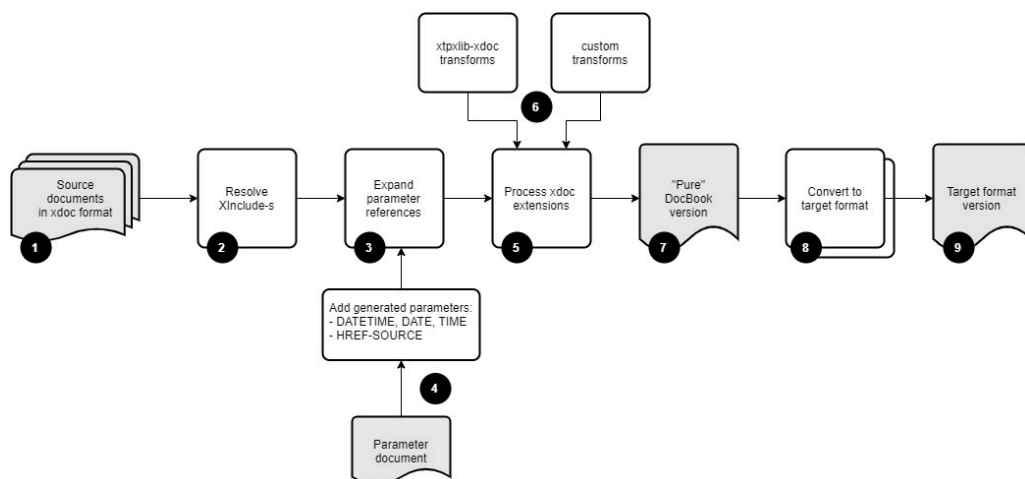 xtpxlib-xdoc
transforms
custom
transforms
6
Source
documents
in xdoc format
1
Resolve
XInclude-s
2
Expand
parameter
references
3
Process xdoc
extensions
5
"Pure"
DocBook
version
7
Convert to
target format
8
Target format
version
9
Add generated parameters:
- DATETIME, DATE, TIME
- HREF-SOURCE
4
Parameter
document